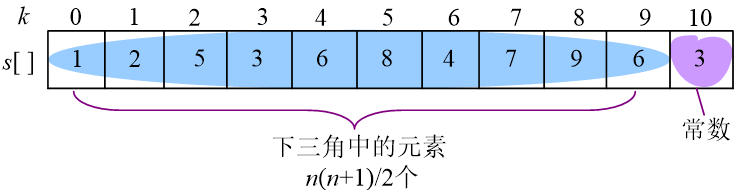 k 0 1 2 3 4 5 6 7 8 9 10
s[ ] 1 2 5 3 6 8 4 7 9 6 3
常数
下三角中的元素
n(n+1)/2个